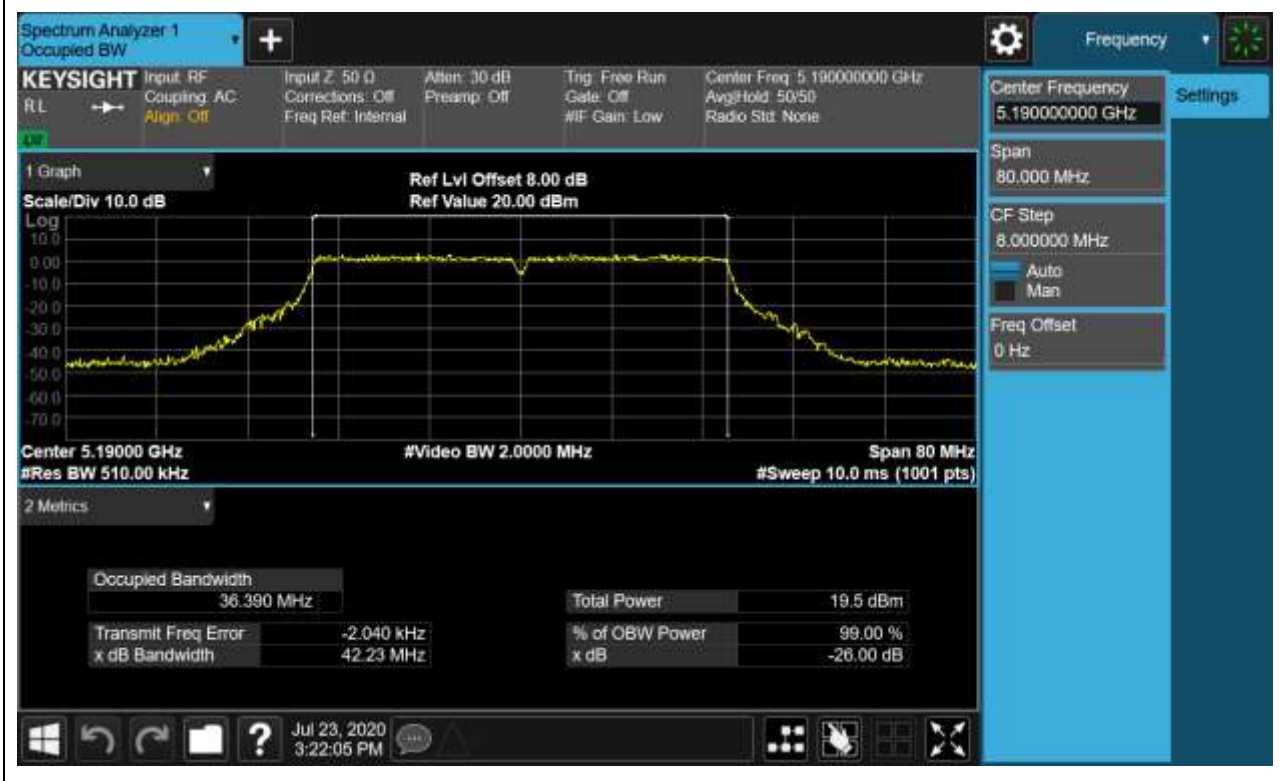 Spectrum Analyzer 1
Occupied BW
+
Frequency
KEYSIGHT
RL
Input: RF
Coupling: AC
Align: Off
Input Z: 50 Ω
Corrections: Off
Freq Ref: Internal
Atten: 30 dB
Preamp: Off
Trig: Free Run
Gate: Off
#IF Gain: Low
Center Freq: 5.190000000 GHz
Avg|Hold: 50/50
Radio Std: None
Center Frequency
5.190000000 GHz
Settings
Span
80.000 MHz
CF Step
8.000000 MHz
Auto
Man
Freq Offset
0 Hz
1 Graph
Scale/Div 10.0 dB
Ref Lvl Offset 8.00 dB
Ref Value 20.00 dBm
Log
10.0
0.00
-10.0
-20.0
-30.0
-40.0
-50.0
-60.0
-70.0
Center 5.19000 GHz
#Video BW 2.0000 MHz
Span 80 MHz
#Res BW 510.00 kHz
#Sweep 10.0 ms (1001 pts)
2 Metrics
Occupied Bandwidth
36.390 MHz
Total Power 19.5 dBm
Transmit Freq Error -2.040 kHz
% of OBW Power 99.00 %
x dB Bandwidth 42.23 MHz
x dB -26.00 dB
?
Jul 23, 2020
3:22:05 PM